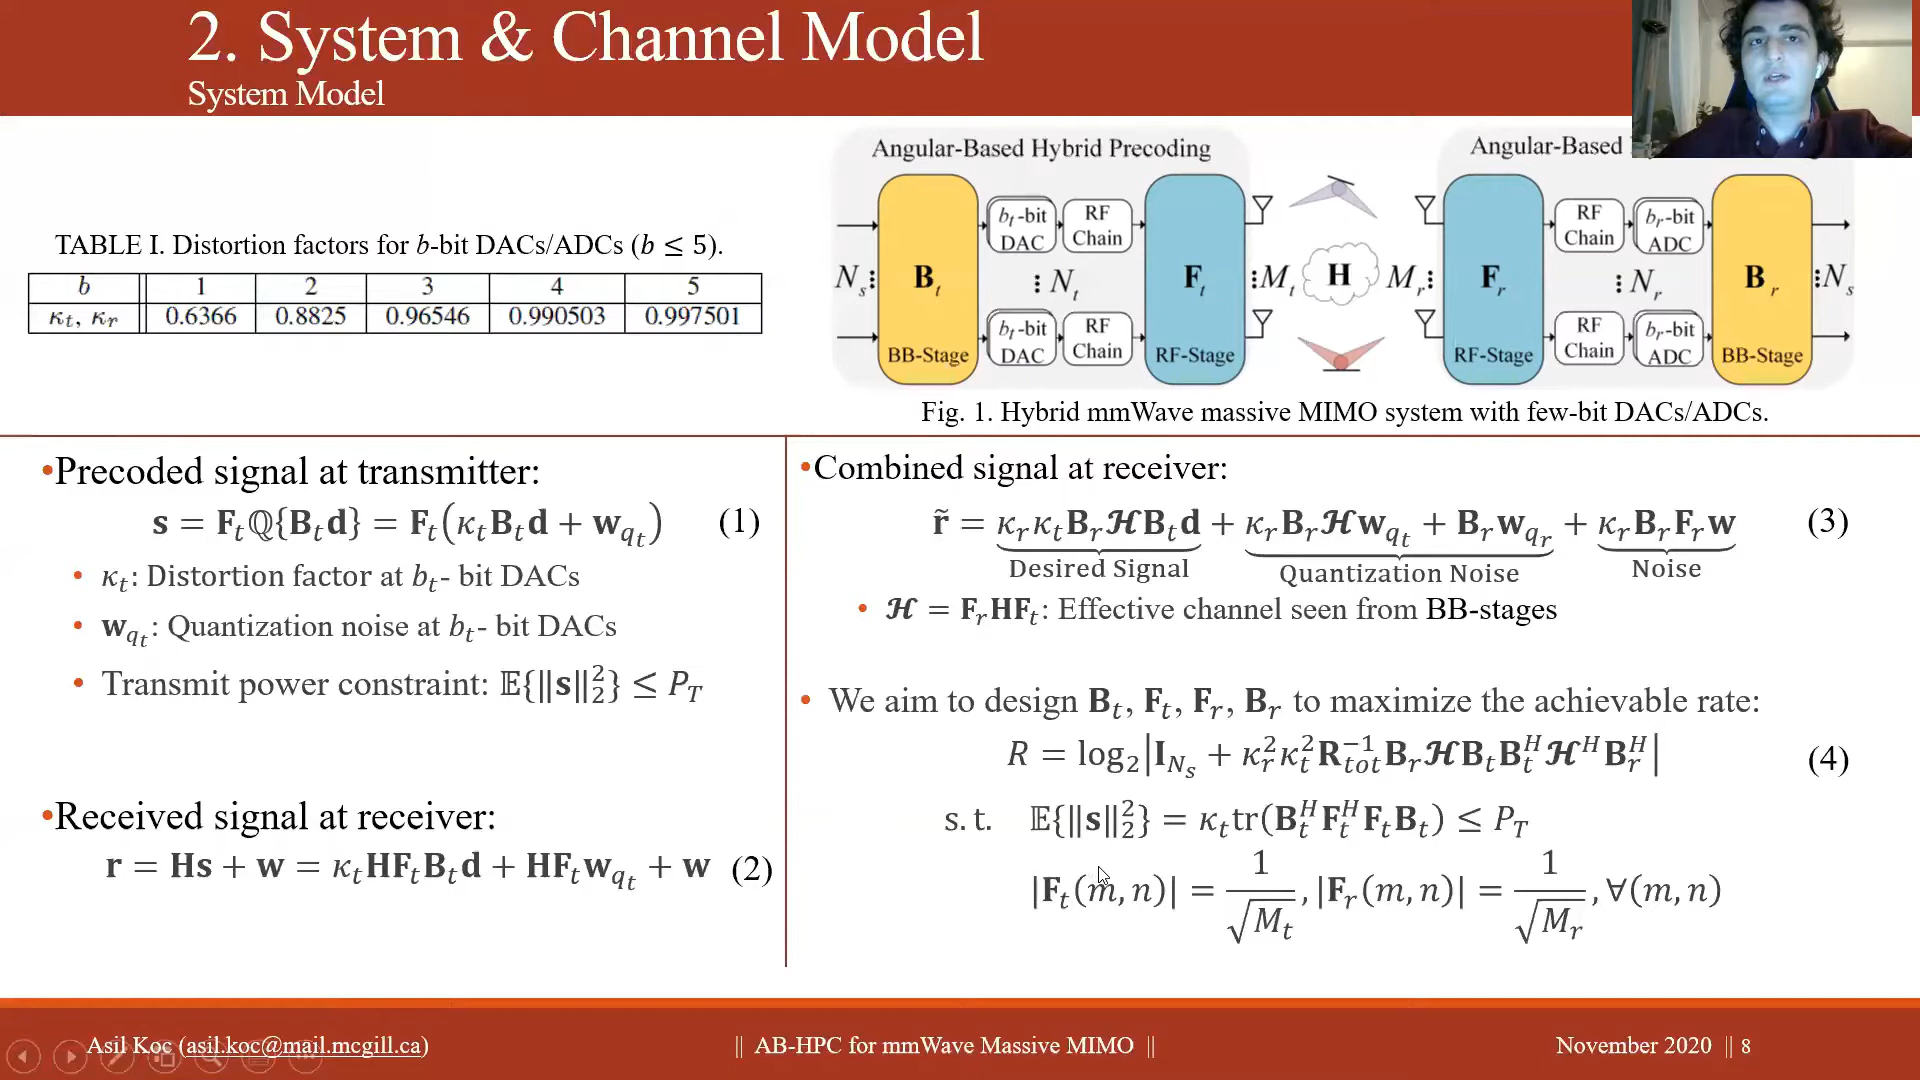 2. System & Channel Model
System Model
TABLE I. Distortion factors for b-bit DACs/ADCs (b ≤ 5).
b 1 2 3 4 5
κt, κr 0.6366 0.8825 0.96546 0.990503 0.997501
Angular-Based Hybrid Precoding
Angular-Based
Ns Bt BB-Stage
bt-bit DAC RF Chain
Nt
bt-bit DAC RF Chain
Ft RF-Stage
Mt H Mr
Fr RF-Stage
RF Chain br-bit ADC
Nr
RF Chain br-bit ADC
Br BB-Stage Ns
Fig. 1. Hybrid mmWave massive MIMO system with few-bit DACs/ADCs.
•Precoded signal at transmitter:
s = Ftℚ{Btd} = Ft(κtBtd + wqt) (1)
• κt: Distortion factor at bt- bit DACs
• wqt: Quantization noise at bt- bit DACs
• Transmit power constraint: 𝔼{‖s‖₂²} ≤ PT
•Received signal at receiver:
r = Hs + w = κtHFtBtd + HFtwqt + w (2)
•Combined signal at receiver:
r̃ = κrκtBrℋBtd + κrBrℋwqt + Brwqr + κrBrFrw (3)
Desired Signal Quantization Noise Noise
• ℋ = FrHFt: Effective channel seen from BB-stages
• We aim to design Bt, Ft, Fr, Br to maximize the achievable rate:
R = log₂|INs + κr²κt²Rtot⁻¹BrℋBtBtᴴℋᴴBrᴴ| (4)
s. t. 𝔼{‖s‖₂²} = κttr(BtᴴFtᴴFtBt) ≤ PT
|Ft(m, n)| = 1/√Mt, |Fr(m, n)| = 1/√Mr, ∀(m, n)
Asil Koc (asil.koc@mail.mcgill.ca) || AB-HPC for mmWave Massive MIMO || November 2020 || 8